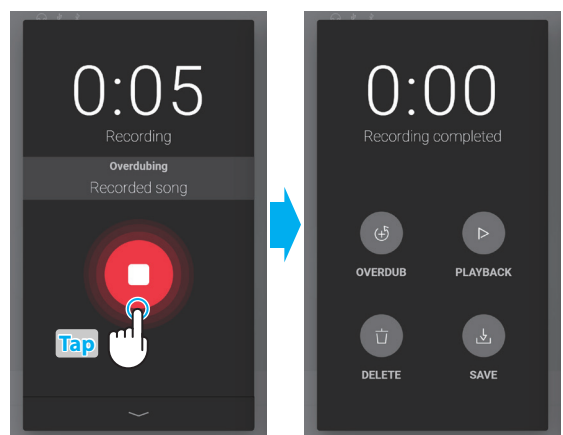 0:05
Recording
Overdubing
Recorded song
Tap
0:00
Recording completed
OVERDUB
PLAYBACK
DELETE
SAVE